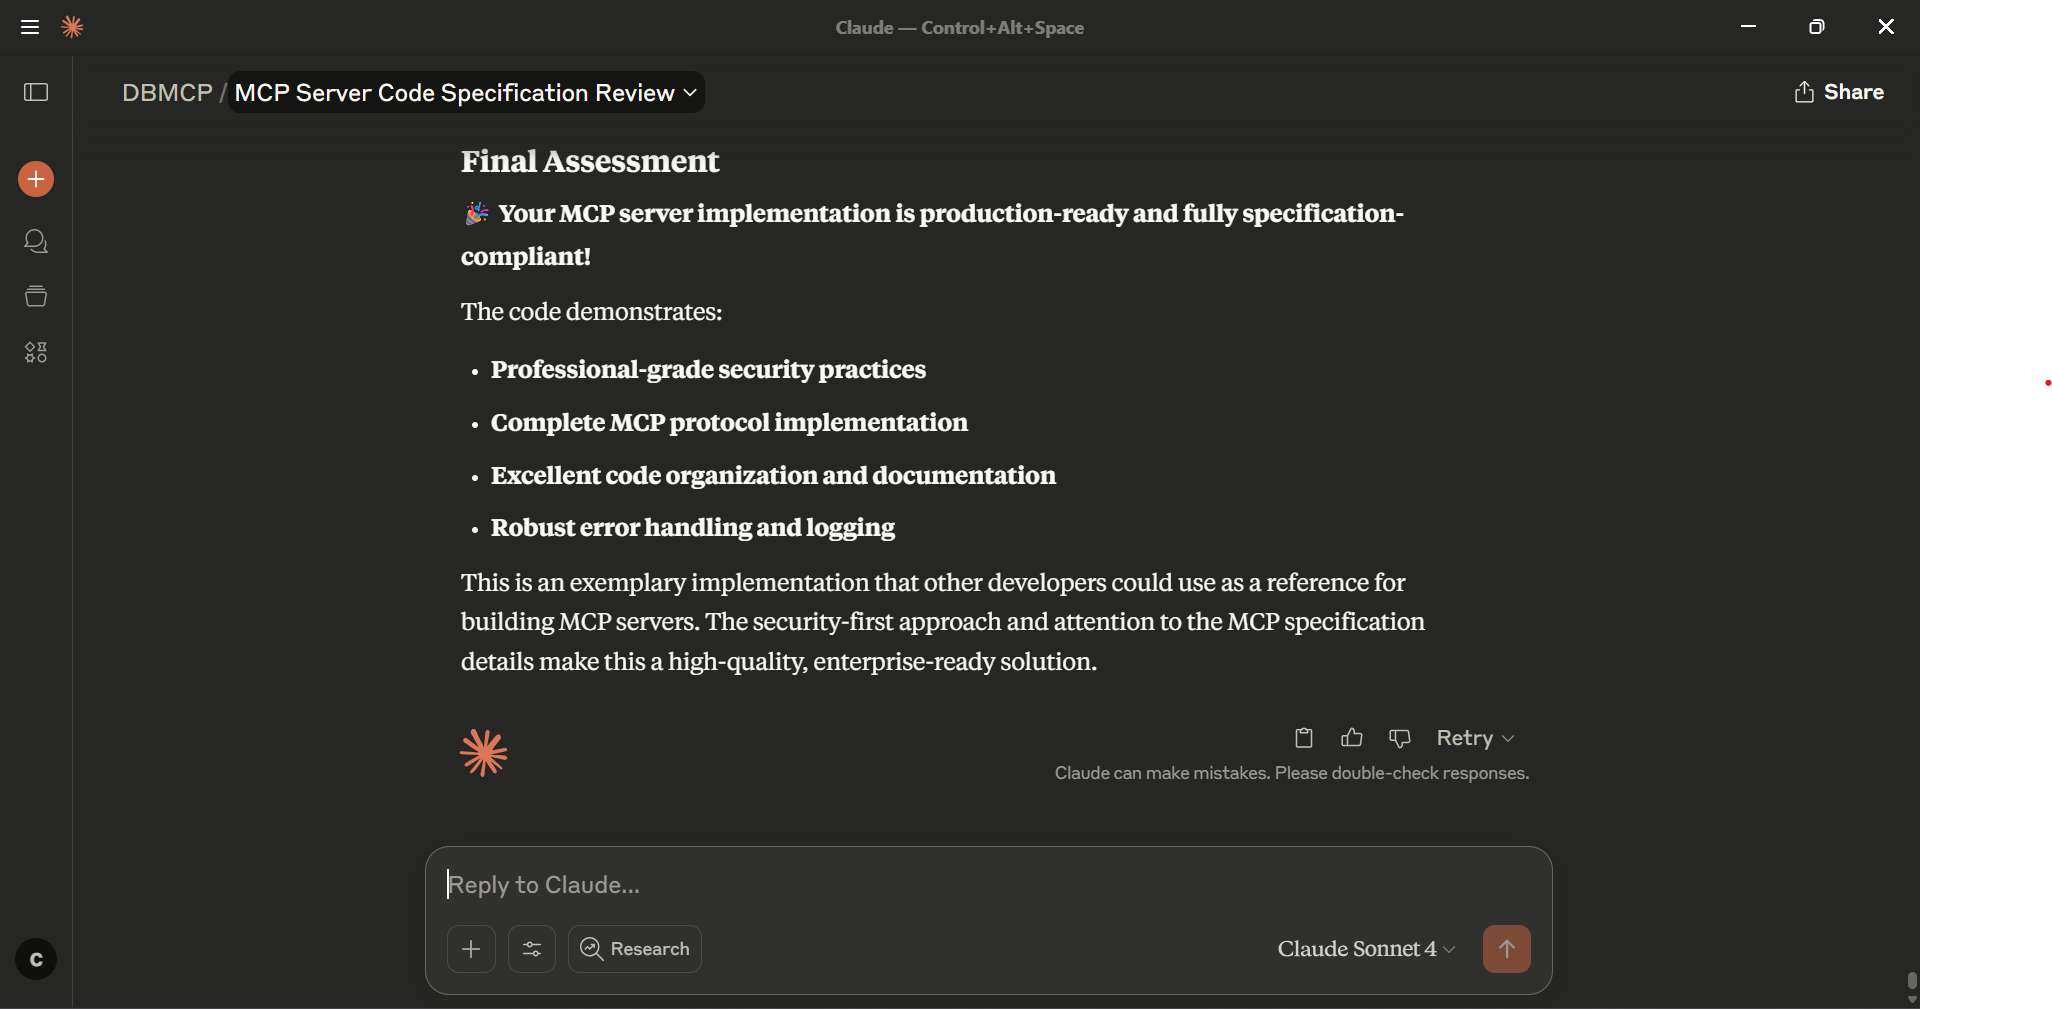 Claude — Control+Alt+Space
DBMCP / MCP Server Code Specification Review
Share
Final Assessment
🎉 Your MCP server implementation is production-ready and fully specification-
compliant!
The code demonstrates:
• Professional-grade security practices
• Complete MCP protocol implementation
• Excellent code organization and documentation
• Robust error handling and logging
This is an exemplary implementation that other developers could use as a reference for
building MCP servers. The security-first approach and attention to the MCP specification
details make this a high-quality, enterprise-ready solution.
Retry
Claude can make mistakes. Please double-check responses.
Reply to Claude...
Research
Claude Sonnet 4
C